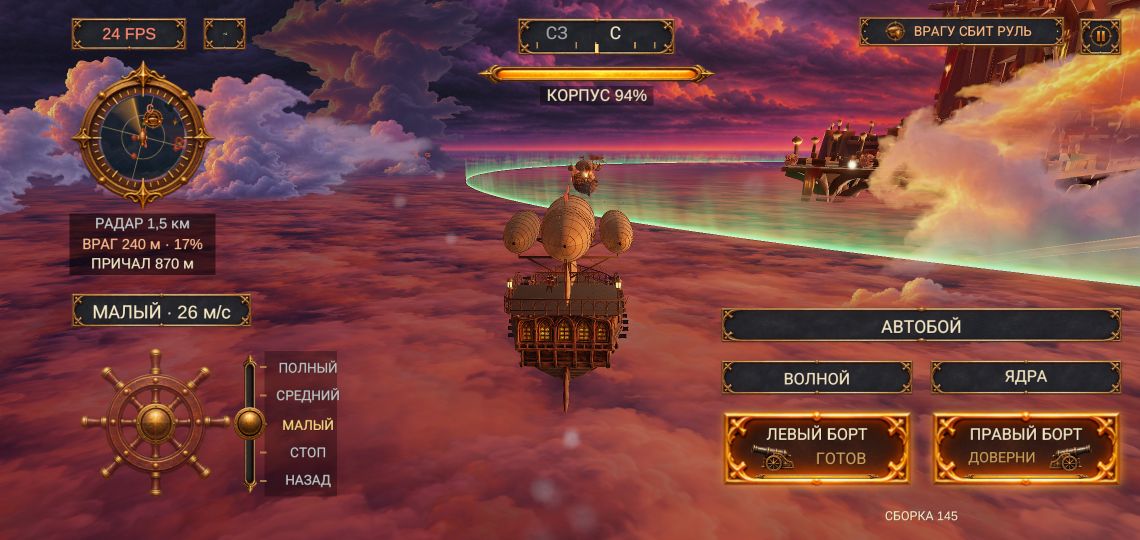 24 FPS
СЗ С
ВРАГУ СБИТ РУЛЬ
КОРПУС 94%
РАДАР 1,5 км
ВРАГ 240 м · 17%
ПРИЧАЛ 870 м
МАЛЫЙ · 26 м/с
ПОЛНЫЙ
СРЕДНИЙ
МАЛЫЙ
СТОП
НАЗАД
АВТОБОЙ
ВОЛНОЙ
ЯДРА
ЛЕВЫЙ БОРТ
ГОТОВ
ПРАВЫЙ БОРТ
ДОВЕРНИ
СБОРКА 145